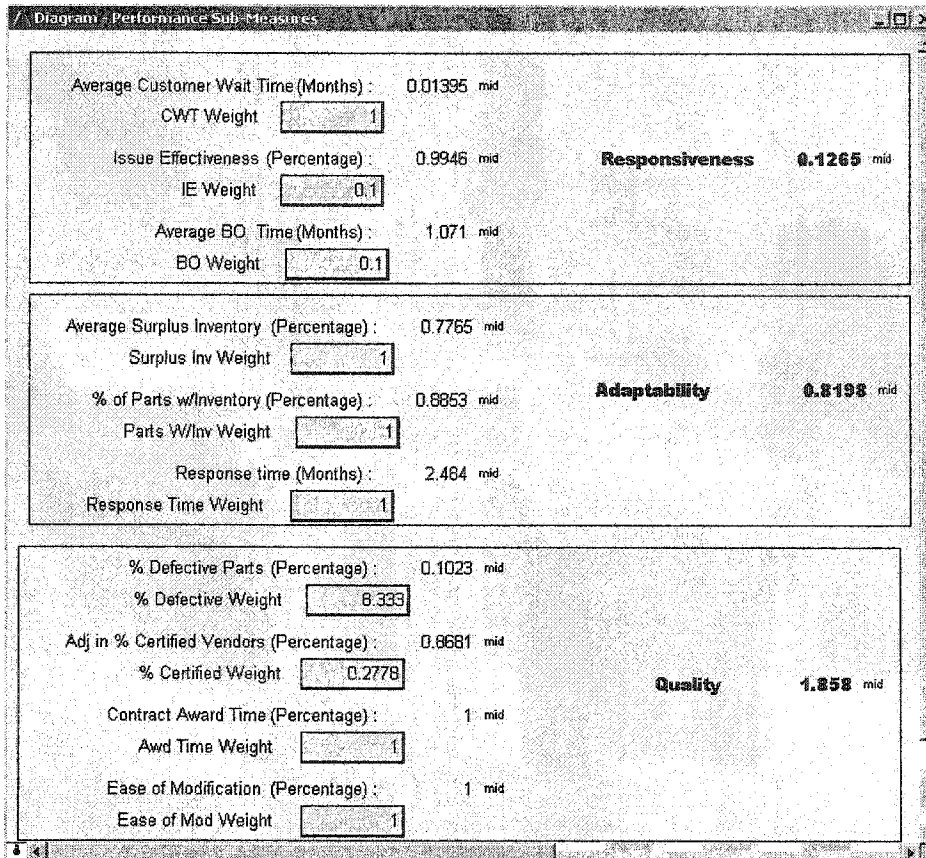 Diagram - Performance Sub-Measures
Average Customer Wait Time (Months) : 0.01395 mid
CWT Weight 1
Issue Effectiveness (Percentage) : 0.9946 mid
IE Weight 0.1
Responsiveness 0.1265 mid
Average BO Time (Months) : 1.071 mid
BO Weight 0.1
Average Surplus Inventory (Percentage) : 0.7765 mid
Surplus Inv Weight 1
% of Parts w/Inventory (Percentage) : 0.8853 mid
Adaptability 0.8198 mid
Parts W/Inv Weight 1
Response time (Months) : 2.484 mid
Response Time Weight 1
% Defective Parts (Percentage) : 0.1023 mid
% Defective Weight 8.333
Adj in % Certified Vendors (Percentage) : 0.8681 mid
% Certified Weight 0.2778
Quality 1.858 mid
Contract Award Time (Percentage) : 1 mid
Awd Time Weight 1
Ease of Modification (Percentage) : 1 mid
Ease of Mod Weight 1